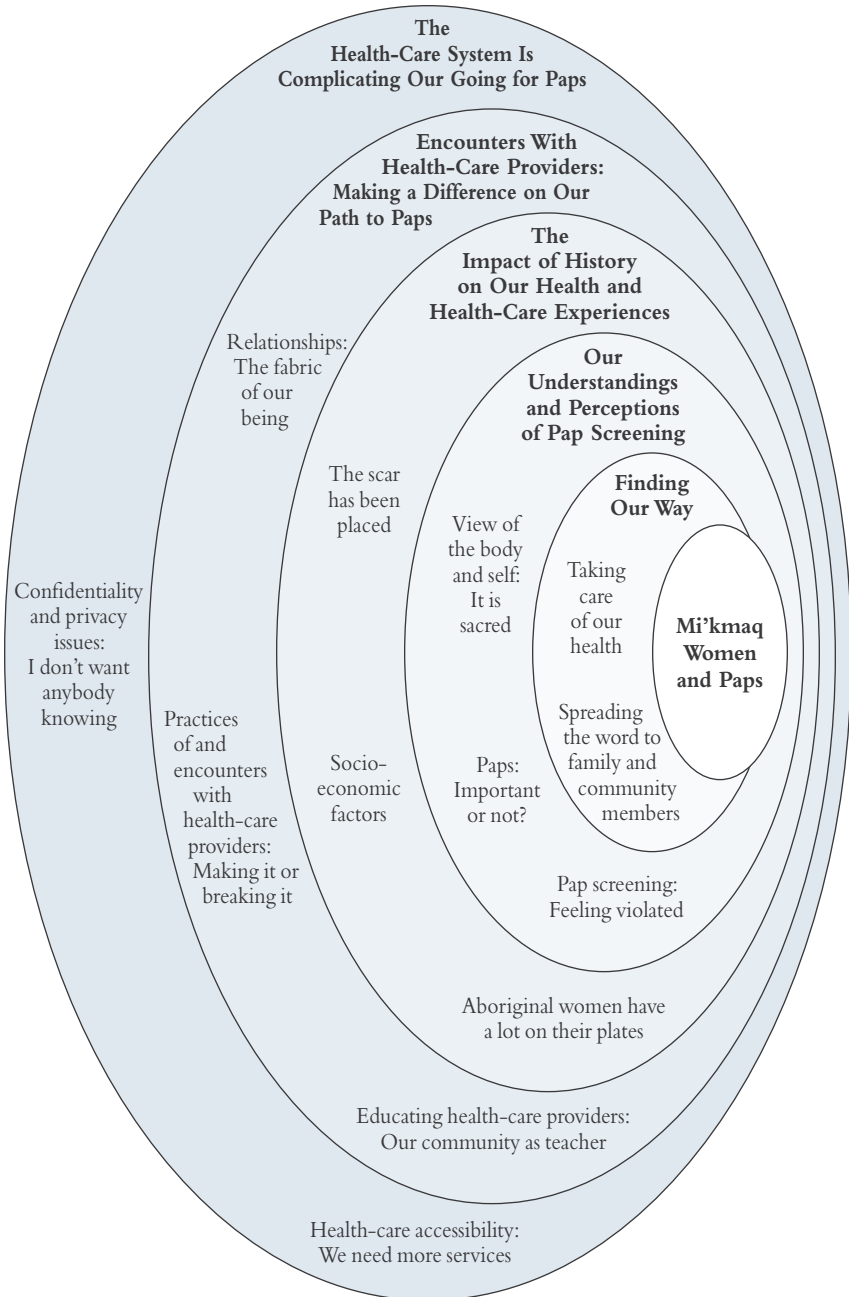 The
Health-Care System Is
Complicating Our Going for Paps
Encounters With
Health-Care Providers:
Making a Difference on Our
Path to Paps
The
Impact of History
on Our Health and
Health-Care Experiences
Our
Understandings
and Perceptions
of Pap Screening
Finding
Our Way
Mi’kmaq
Women
and Paps
Relationships:
The fabric
of our
being
The scar
has been
placed
View of
the body
and self:
It is
sacred
Taking
care
of our
health
Confidentiality
and privacy
issues:
I don’t want
anybody
knowing
Practices
of and
encounters
with
health-care
providers:
Making it or
breaking it
Socio-
economic
factors
Paps:
Important
or not?
Spreading
the word to
family and
community
members
Pap screening:
Feeling violated
Aboriginal women have
a lot on their plates
Educating health-care providers:
Our community as teacher
Health-care accessibility:
We need more services